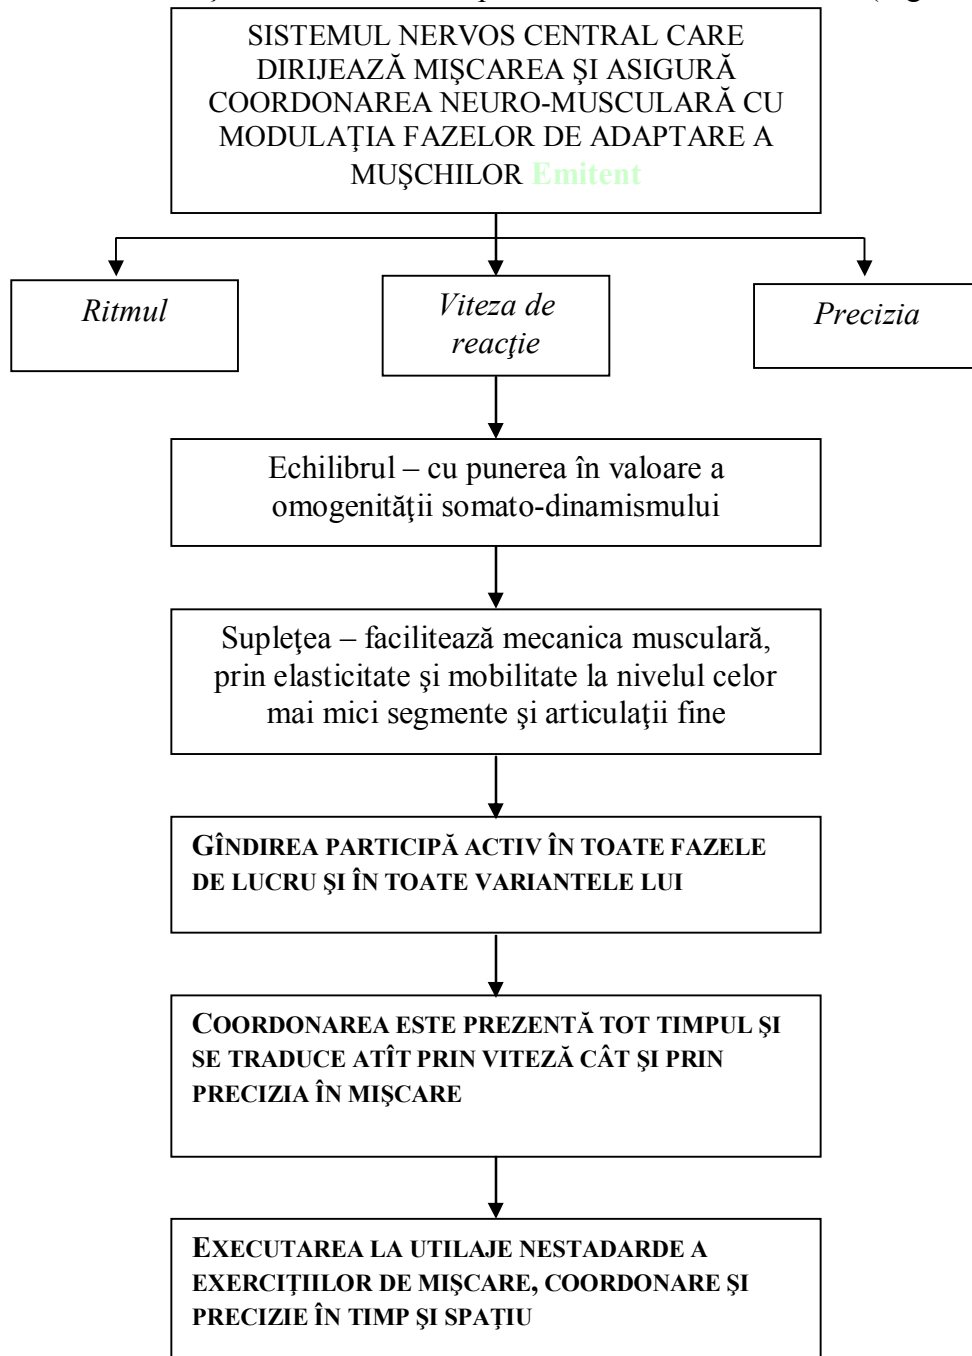 SISTEMUL NERVOS CENTRAL CARE
DIRIJEAZĂ MIŞCAREA ŞI ASIGURĂ
COORDONAREA NEURO-MUSCULARĂ CU
MODULAŢIA FAZELOR DE ADAPTARE A
MUŞCHILOR Emitent
Ritmul
Viteza de
reacţie
Precizia
Echilibrul – cu punerea în valoare a
omogenităţii somato-dinamismului
Supleţea – facilitează mecanica musculară,
prin elasticitate şi mobilitate la nivelul celor
mai mici segmente şi articulaţii fine
GÎNDIREA PARTICIPĂ ACTIV ÎN TOATE FAZELE
DE LUCRU ŞI ÎN TOATE VARIANTELE LUI
COORDONAREA ESTE PREZENTĂ TOT TIMPUL ŞI
SE TRADUCE ATÎT PRIN VITEZĂ CÂT ŞI PRIN
PRECIZIA ÎN MIŞCARE
EXECUTAREA LA UTILAJE NESTADARDE A
EXERCIŢIILOR DE MIŞCARE, COORDONARE ŞI
PRECIZIE ÎN TIMP ŞI SPAŢIU